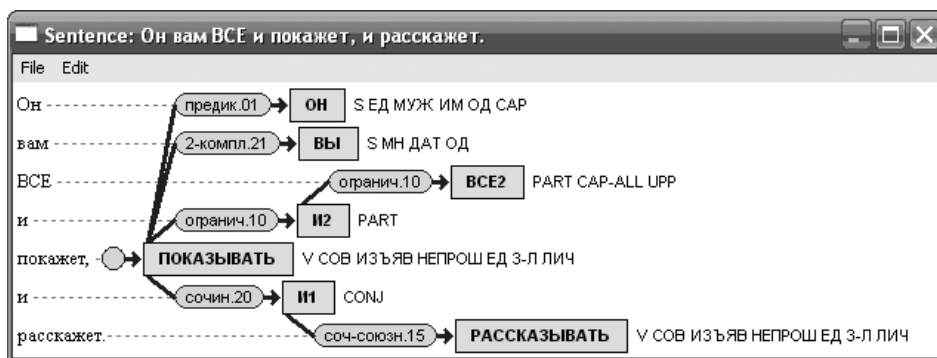 Sentence: Он вам ВСЕ и покажет, и расскажет.
File Edit
Он предик.01 ОН S ЕД МУЖ ИМ ОД CAP
вам 2-компл.21 ВЫ S МН ДАТ ОД
ВСЕ огранич.10 ВСЕ2 PART CAP-ALL UPP
и огранич.10 И2 PART
покажет, ПОКАЗЫВАТЬ V СОВ ИЗЪЯВ НЕПРОШ ЕД 3-Л ЛИЧ
и сочин.20 И1 CONJ
расскажет. соч-союзн.15 РАССКАЗЫВАТЬ V СОВ ИЗЪЯВ НЕПРОШ ЕД 3-Л ЛИЧ